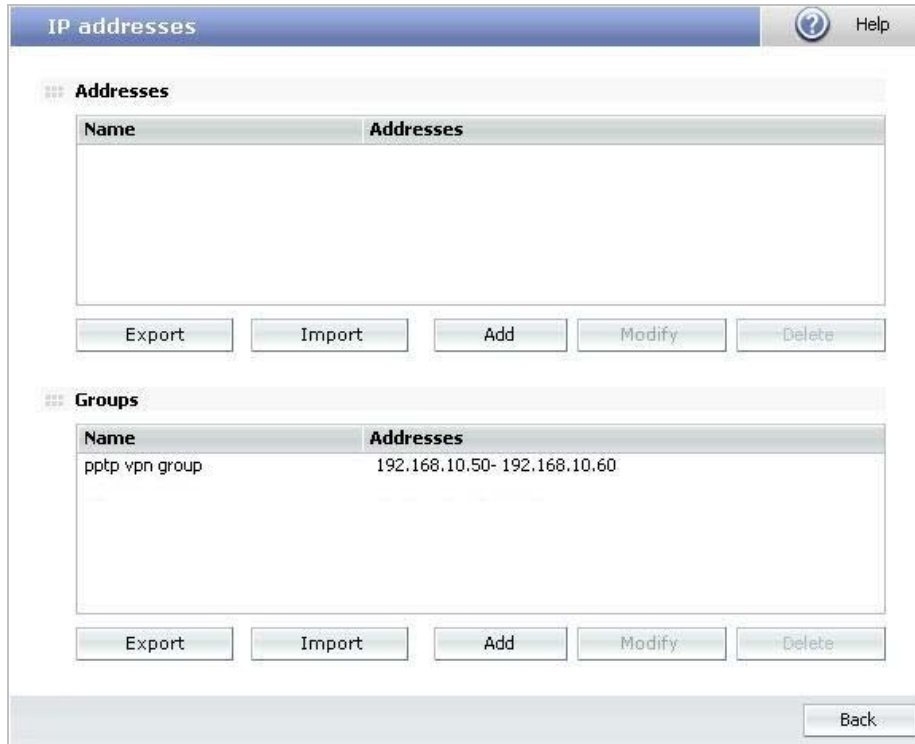 IP addresses
Help
Addresses
Name Addresses
Export Import Add Modify Delete
Groups
Name Addresses
pptp vpn group 192.168.10.50- 192.168.10.60
Export Import Add Modify Delete
Back